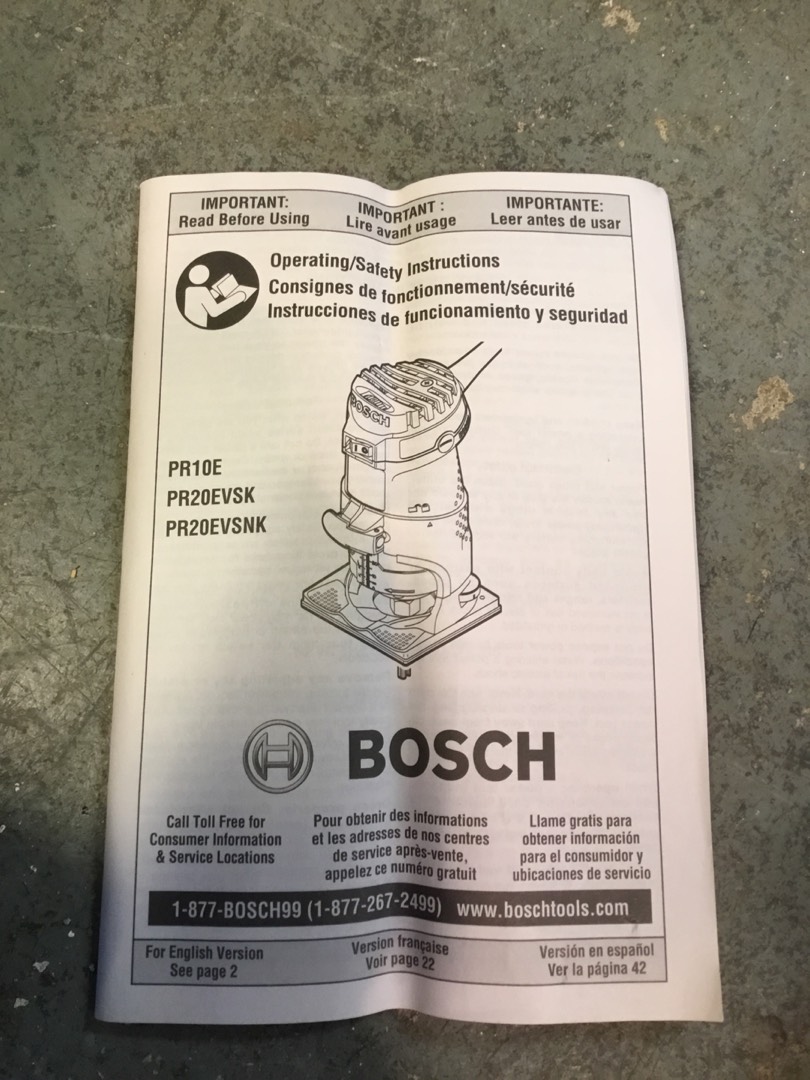 IMPORTANT:
Read Before Using
IMPORTANT :
Lire avant usage
IMPORTANTE:
Leer antes de usar
Operating/Safety Instructions
Consignes de fonctionnement/sécurité
Instrucciones de funcionamiento y seguridad
BOSCH
PR10E
PR20EVSK
PR20EVSNK
BOSCH
Call Toll Free for
Consumer Information
& Service Locations
Pour obtenir des informations
et les adresses de nos centres
de service après-vente,
appelez ce numéro gratuit
Llame gratis para
obtener información
para el consumidor y
ubicaciones de servicio
1-877-BOSCH99 (1-877-267-2499) www.boschtools.com
For English Version
See page 2
Version française
Voir page 22
Versión en español
Ver la página 42